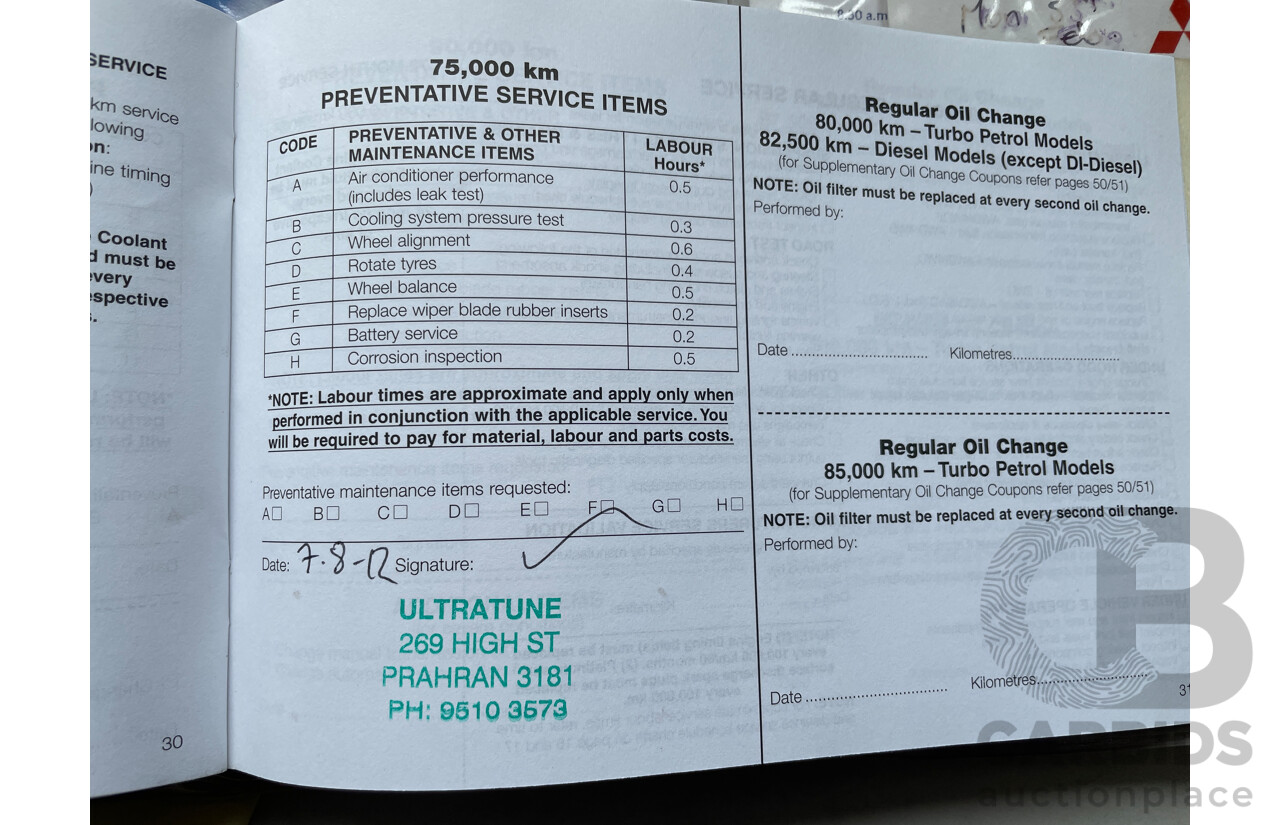 SERVICE
km service
lowing
on:
ine timing
)
Coolant
d must be
every
espective
s.
30
75,000 km
PREVENTATIVE SERVICE ITEMS
CODE PREVENTATIVE & OTHER MAINTENANCE ITEMS LABOUR Hours*
A Air conditioner performance (includes leak test) 0.5
B Cooling system pressure test 0.3
C Wheel alignment 0.6
D Rotate tyres 0.4
E Wheel balance 0.5
F Replace wiper blade rubber inserts 0.2
G Battery service 0.2
H Corrosion inspection 0.5
*NOTE: Labour times are approximate and apply only when
performed in conjunction with the applicable service. You
will be required to pay for material, labour and parts costs.
Preventative maintenance items requested:
A☐ B☐ C☐ D☐ E☐ F☐ G☐ H☐
Date: 7.8-12 Signature:
ULTRATUNE
269 HIGH ST
PRAHRAN 3181
PH: 9510 3573
8.30 a.m
Regular Oil Change
80,000 km – Turbo Petrol Models
82,500 km – Diesel Models (except DI-Diesel)
(for Supplementary Oil Change Coupons refer pages 50/51)
NOTE: Oil filter must be replaced at every second oil change.
Performed by:
Date ................................ Kilometres..........................
Regular Oil Change
85,000 km – Turbo Petrol Models
(for Supplementary Oil Change Coupons refer pages 50/51)
NOTE: Oil filter must be replaced at every second oil change.
Performed by:
Date ................................ Kilometres..........................
31
CB
CARBIDS
auctionplace